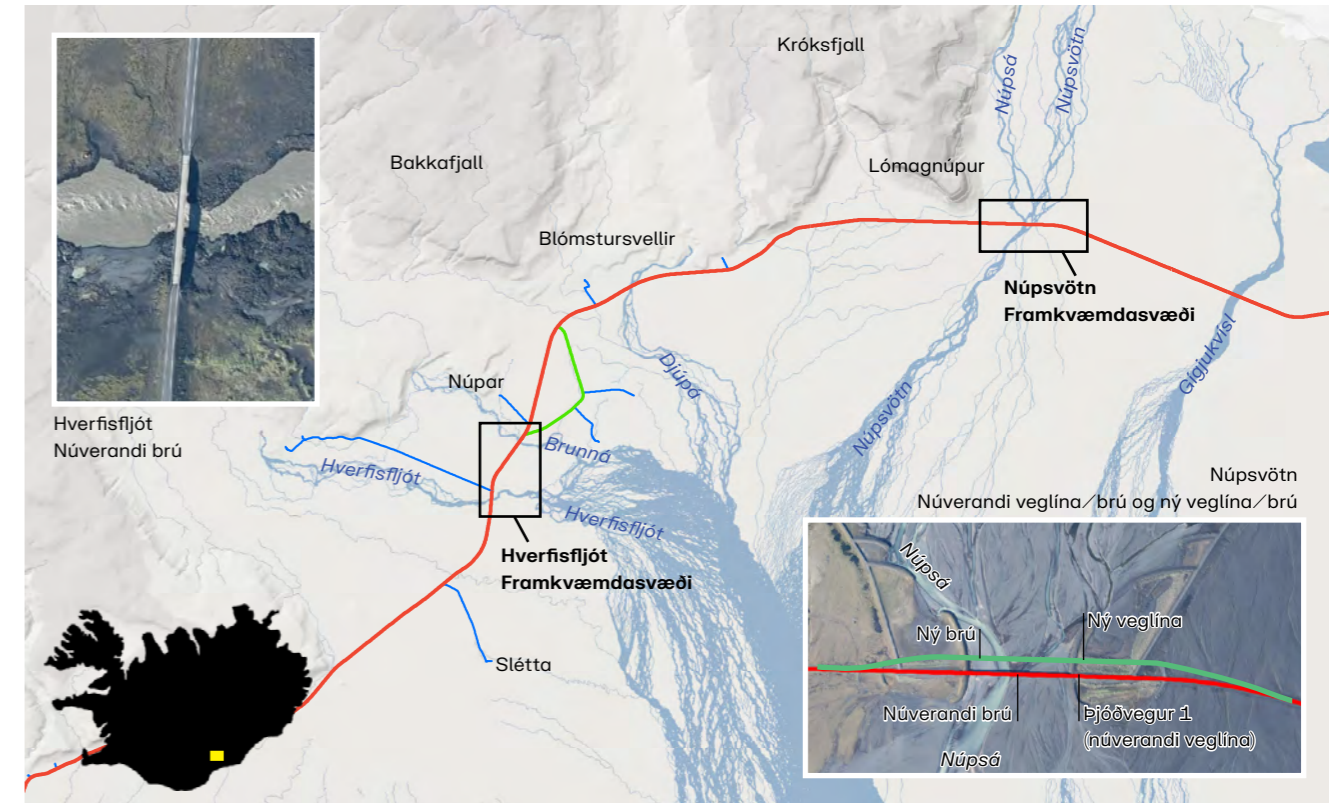 Króksfjall
Núpsá
Núpsvötn
Bakkafjall
Lómagnúpur
Blómstursvellir
Núpsvötn
Framkvæmdasvæði
Gígjukvísl
Djúpá
Núpsvötn
Núpar
Hverfisfljót
Núverandi brú
Brunná
Hverfisfljót
Hverfisfljót
Hverfisfljót
Framkvæmdasvæði
Slétta
Núpsvötn
Núverandi veglína/brú og ný veglína/brú
Núpsá
Ný brú
Ný veglína
Núverandi brú
Þjóðvegur 1
(núverandi veglína)
Núpsá